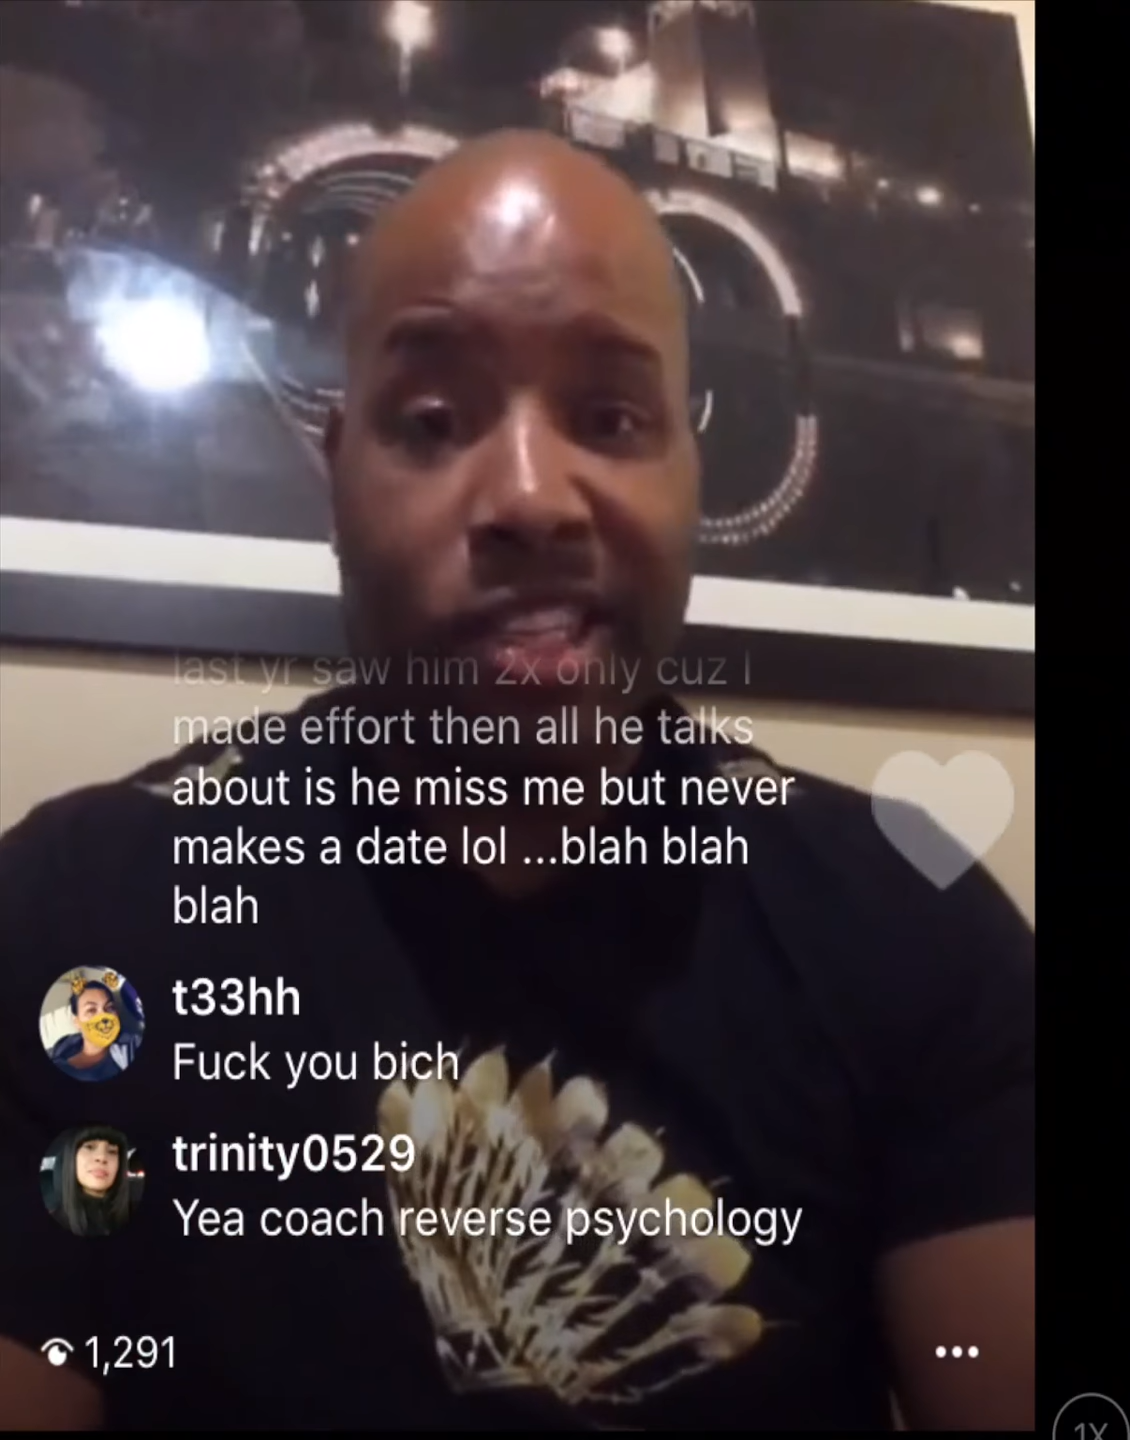 last yr saw him 2x only cuz I
made effort then all he talks
about is he miss me but never
makes a date lol ...blah blah
blah
t33hh
Fuck you bich
trinity0529
Yea coach reverse psychology
1,291
1X